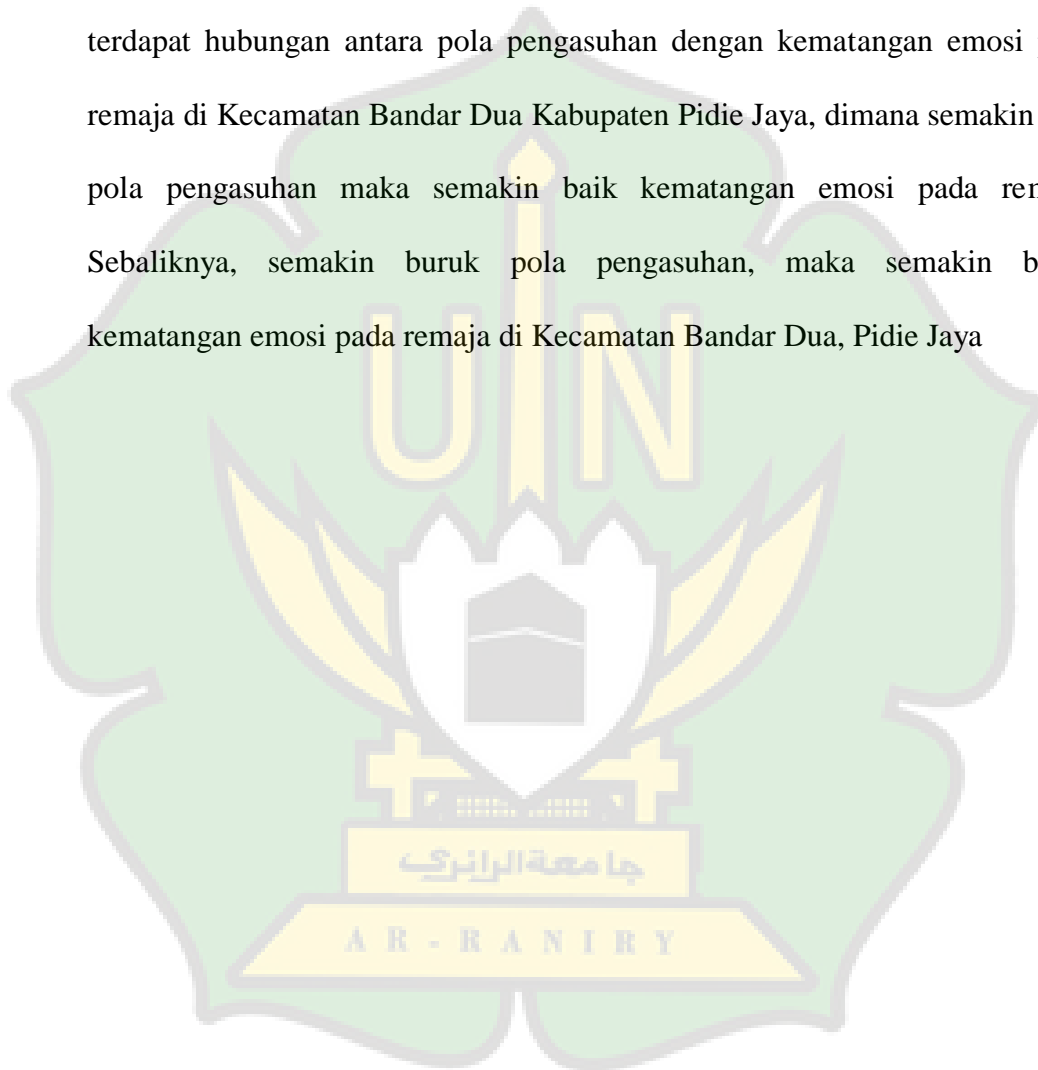 terdapat hubungan antara pola pengasuhan dengan kematangan emosi
remaja di Kecamatan Bandar Dua Kabupaten Pidie Jaya, dimana semakin
pola pengasuhan maka semakin baik kematangan emosi pada
Sebaliknya, semakin buruk pola pengasuhan, maka semakin
kematangan emosi pada remaja di Kecamatan Bandar Dua, Pidie Jaya
UIN
جامعة الرانري
AR-RANIRY